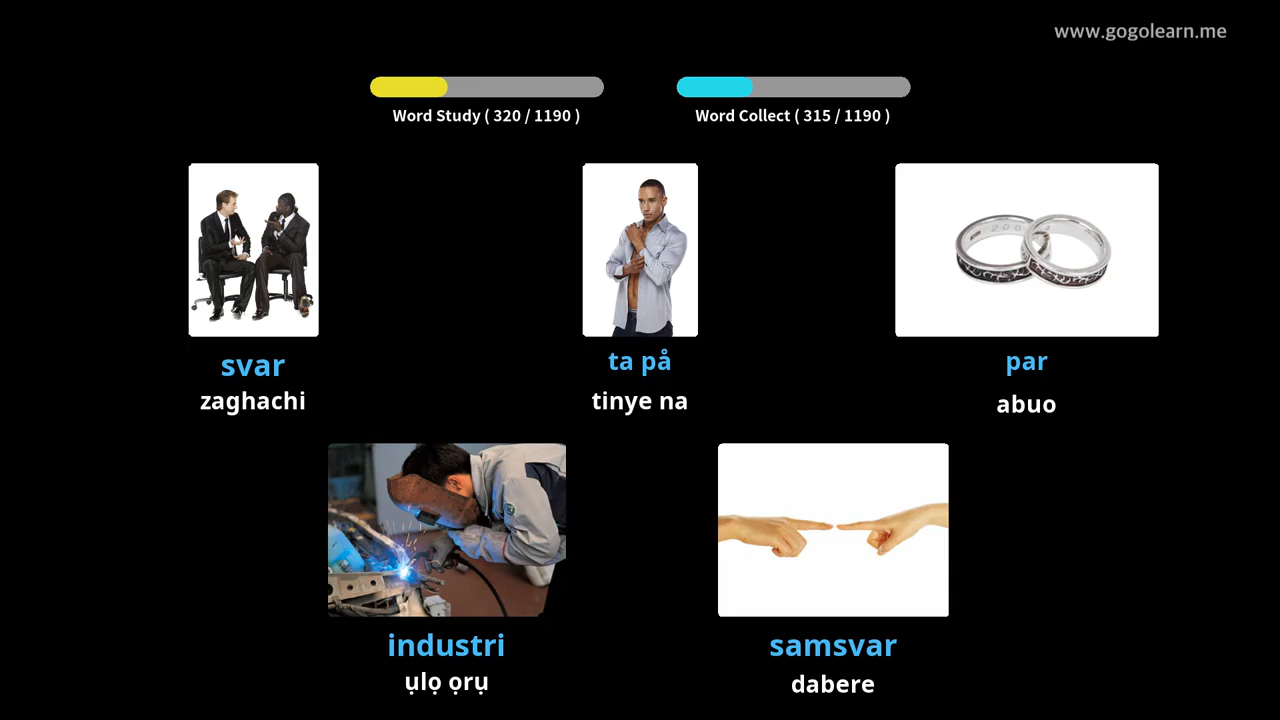 www.gogolearn.me
Word Study ( 320 / 1190 )
Word Collect ( 315 / 1190 )
svar
zaghachi
ta på
tinye na
par
abuo
industri
ụlọ ọrụ
samsvar
dabere